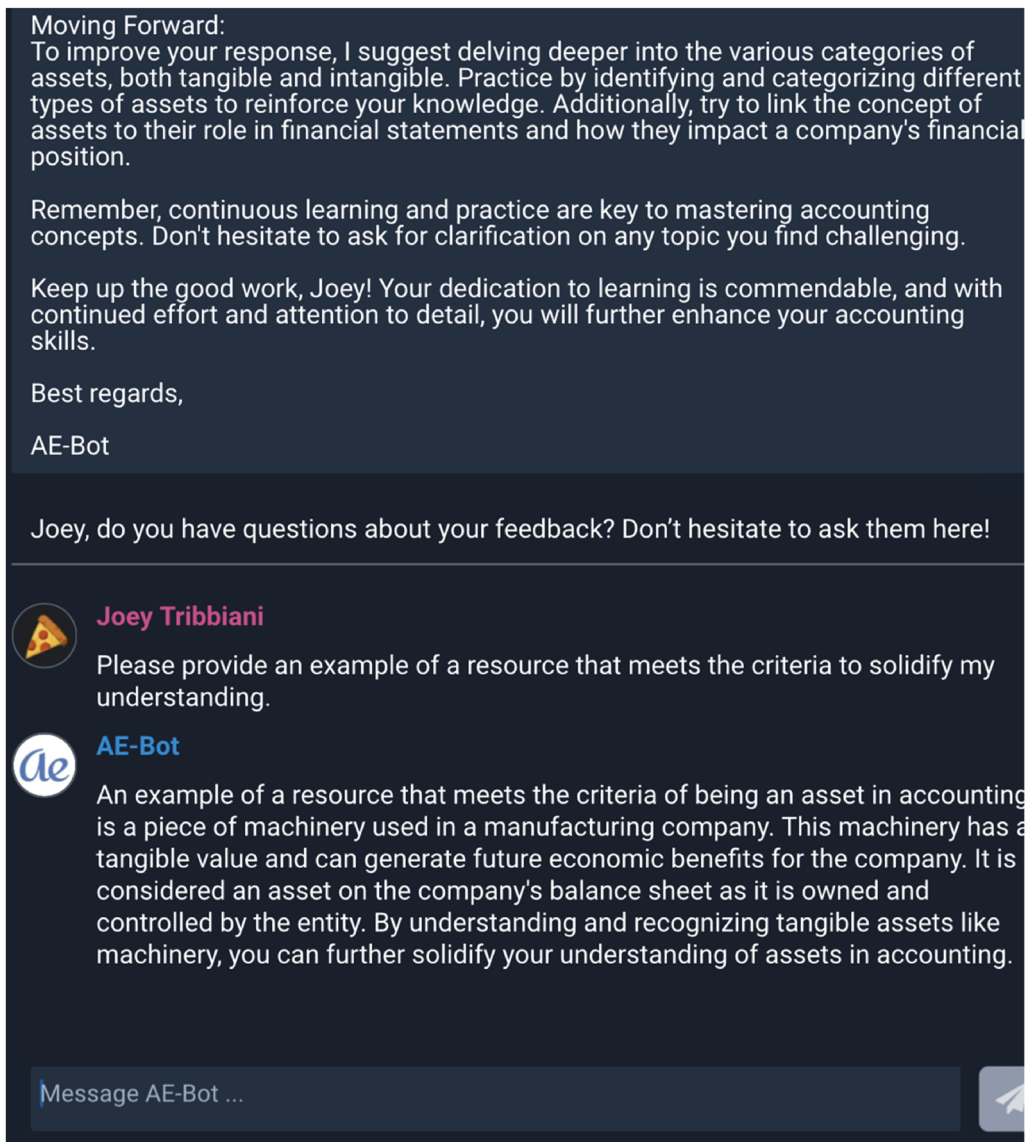 Moving Forward:
To improve your response, I suggest delving deeper into the various categories of
assets, both tangible and intangible. Practice by identifying and categorizing different
types of assets to reinforce your knowledge. Additionally, try to link the concept of
assets to their role in financial statements and how they impact a company's financial
position.
Remember, continuous learning and practice are key to mastering accounting
concepts. Don't hesitate to ask for clarification on any topic you find challenging.
Keep up the good work, Joey! Your dedication to learning is commendable, and with
continued effort and attention to detail, you will further enhance your accounting
skills.
Best regards,
AE-Bot
Joey, do you have questions about your feedback? Don’t hesitate to ask them here!
Joey Tribbiani
Please provide an example of a resource that meets the criteria to solidify my
understanding.
ae
AE-Bot
An example of a resource that meets the criteria of being an asset in accounting
is a piece of machinery used in a manufacturing company. This machinery has a
tangible value and can generate future economic benefits for the company. It is
considered an asset on the company's balance sheet as it is owned and
controlled by the entity. By understanding and recognizing tangible assets like
machinery, you can further solidify your understanding of assets in accounting.
Message AE-Bot ...